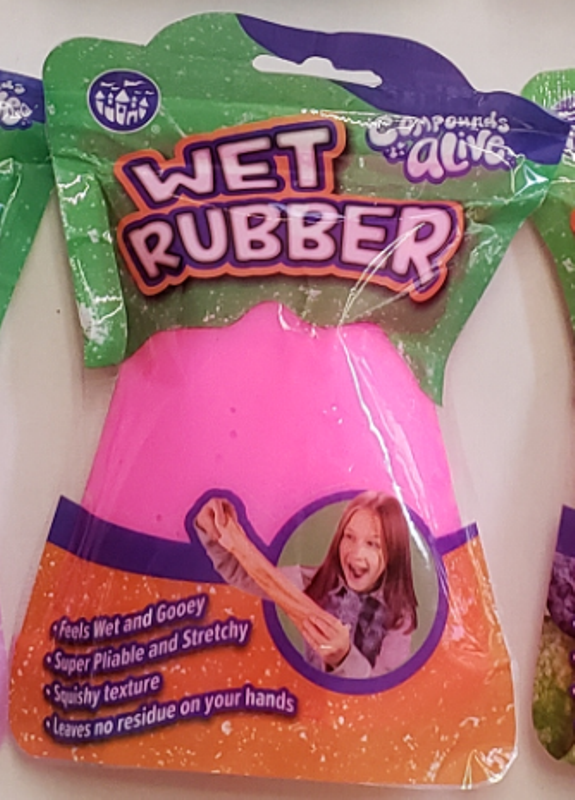 Compounds
alive
WET
RUBBER
• Feels Wet and Gooey
• Super Pliable and Stretchy
• Squishy texture
• Leaves no residue on your hands